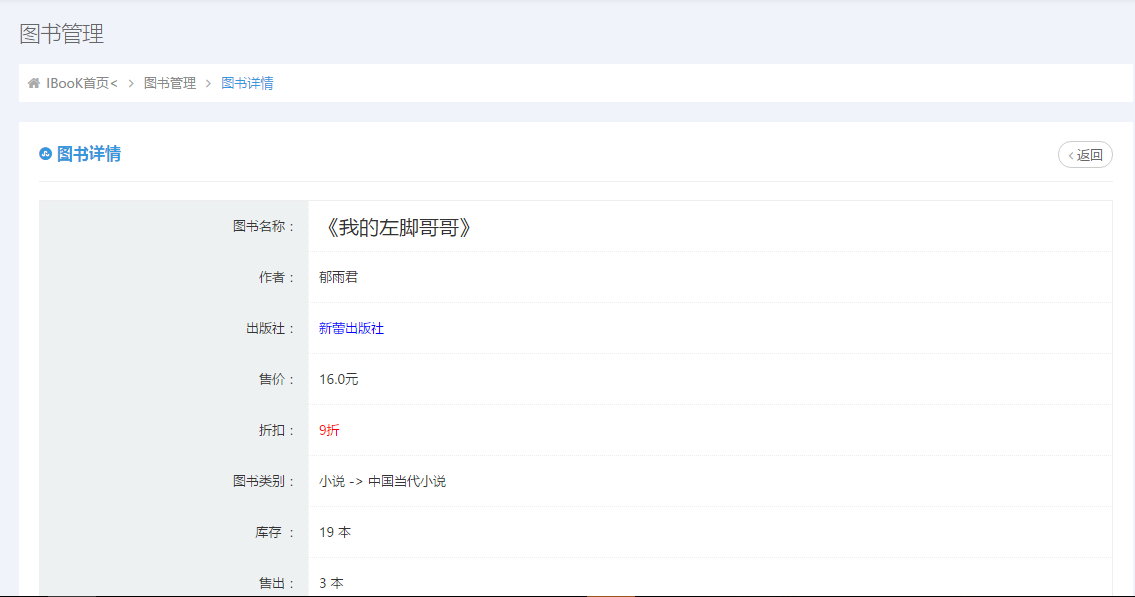 图书管理
IBooK首页< > 图书管理 > 图书详情
图书详情
< 返回
图书名称： 《我的左脚哥哥》
作者： 郁雨君
出版社： 新蕾出版社
售价： 16.0元
折扣： 9折
图书类别： 小说 -> 中国当代小说
库存 ： 19 本
售出： 3 本